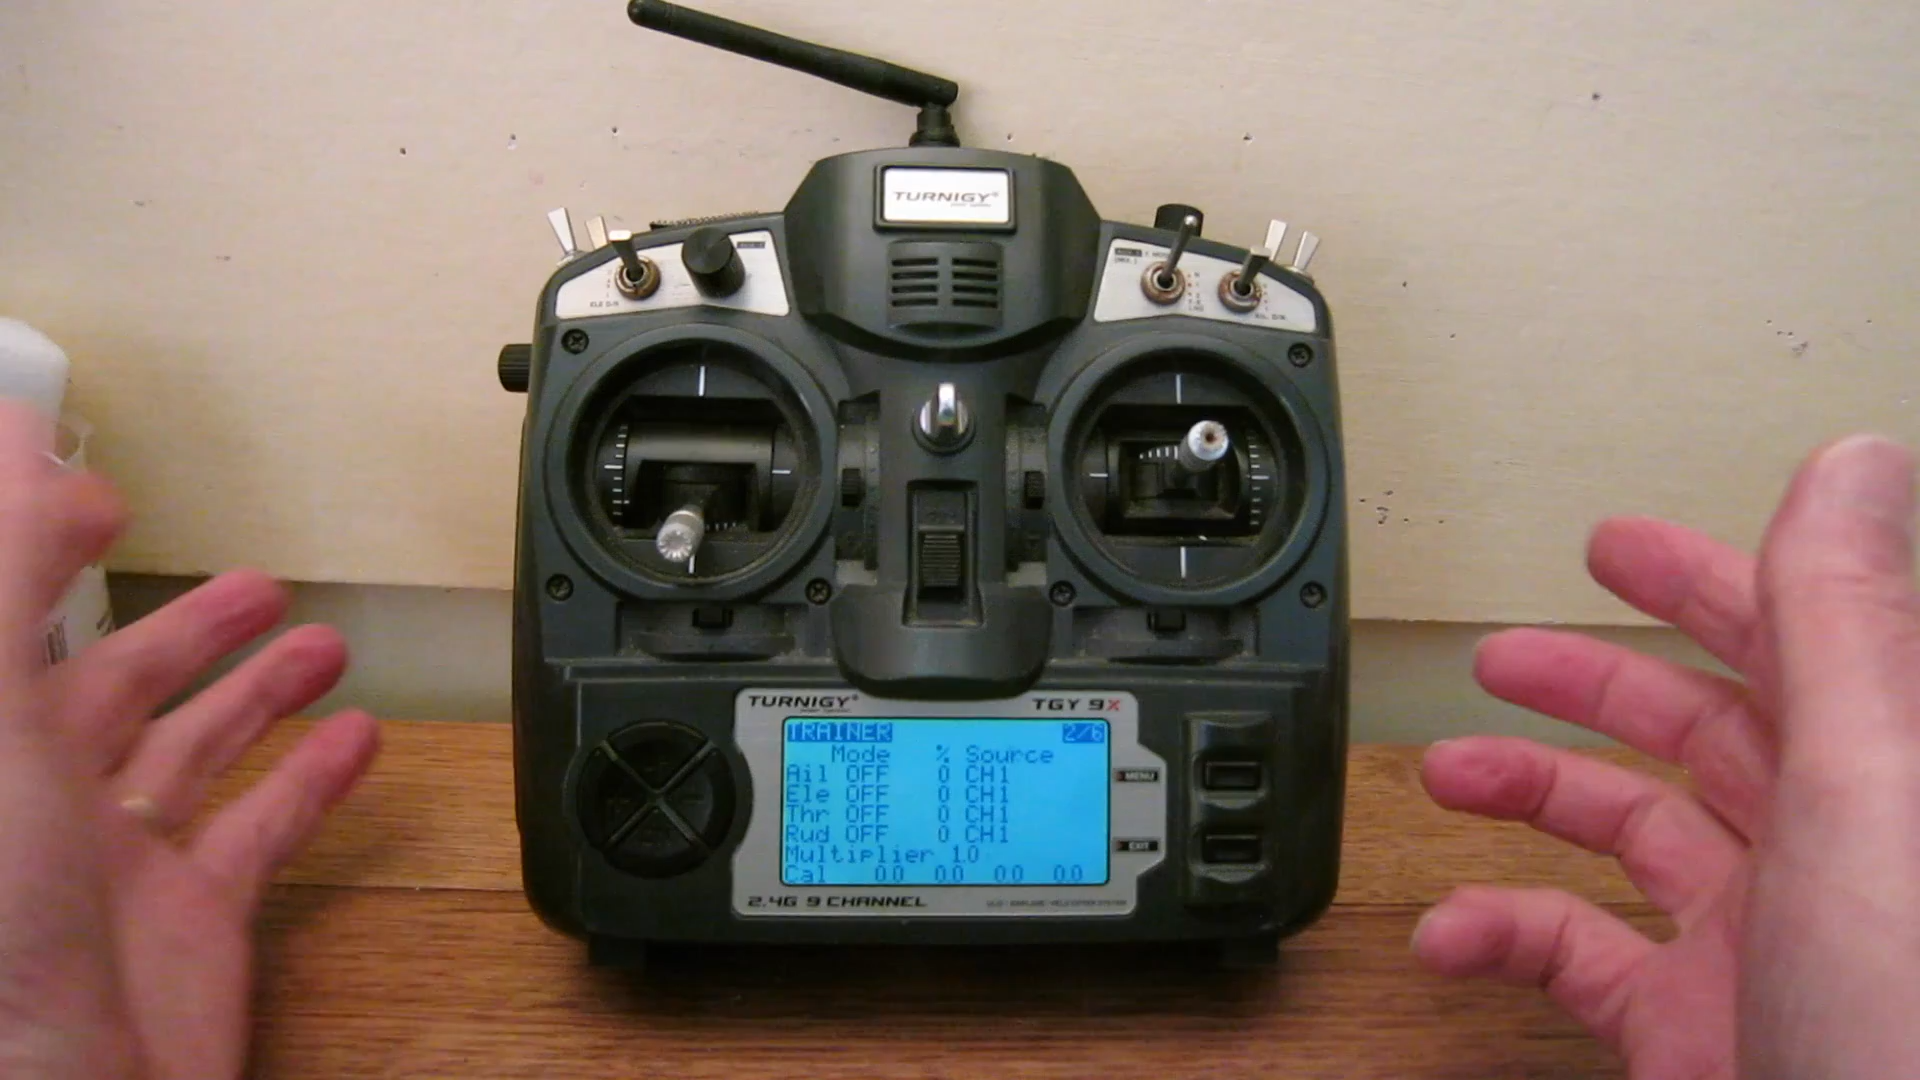 TURNIGY
ELE D/R
AIL D/R
TURNIGY
TGY 9X
TRAINER 2/6
Mode % Source
Ail OFF 0 CH1
Ele OFF 0 CH1
Thr OFF 0 CH1
Rud OFF 0 CH1
Multiplier 1.0
Cal 0.0 0.0 0.0 0.0
MENU
EXIT
2.4G 9 CHANNEL